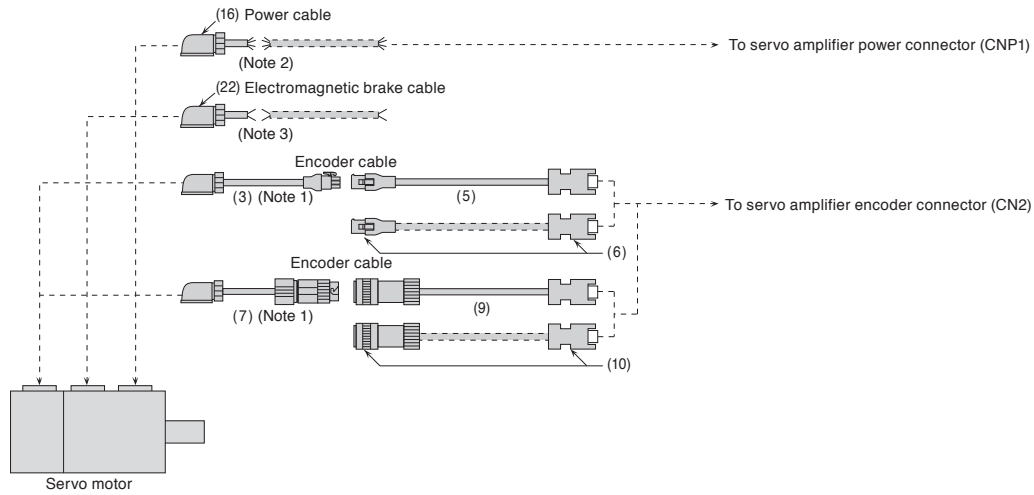 (16) Power cable
To servo amplifier power connector (CNP1)
(Note 2)
(22) Electromagnetic brake cable
(Note 3)
Encoder cable
(3) (Note 1)
(5)
To servo amplifier encoder connector (CN2)
(6)
Encoder cable
(7) (Note 1)
(9)
(10)
Servo motor